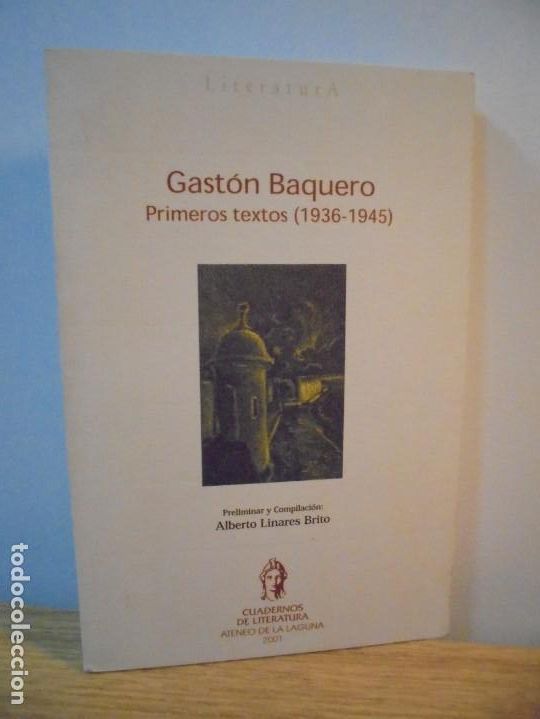 LiteraturA
Gastón Baquero
Primeros textos (1936-1945)
Preliminar y Compilación:
Alberto Linares Brito
CUADERNOS
DE LITERATURA
ATENEO DE LA LAGUNA
2001
todocoleccion.net